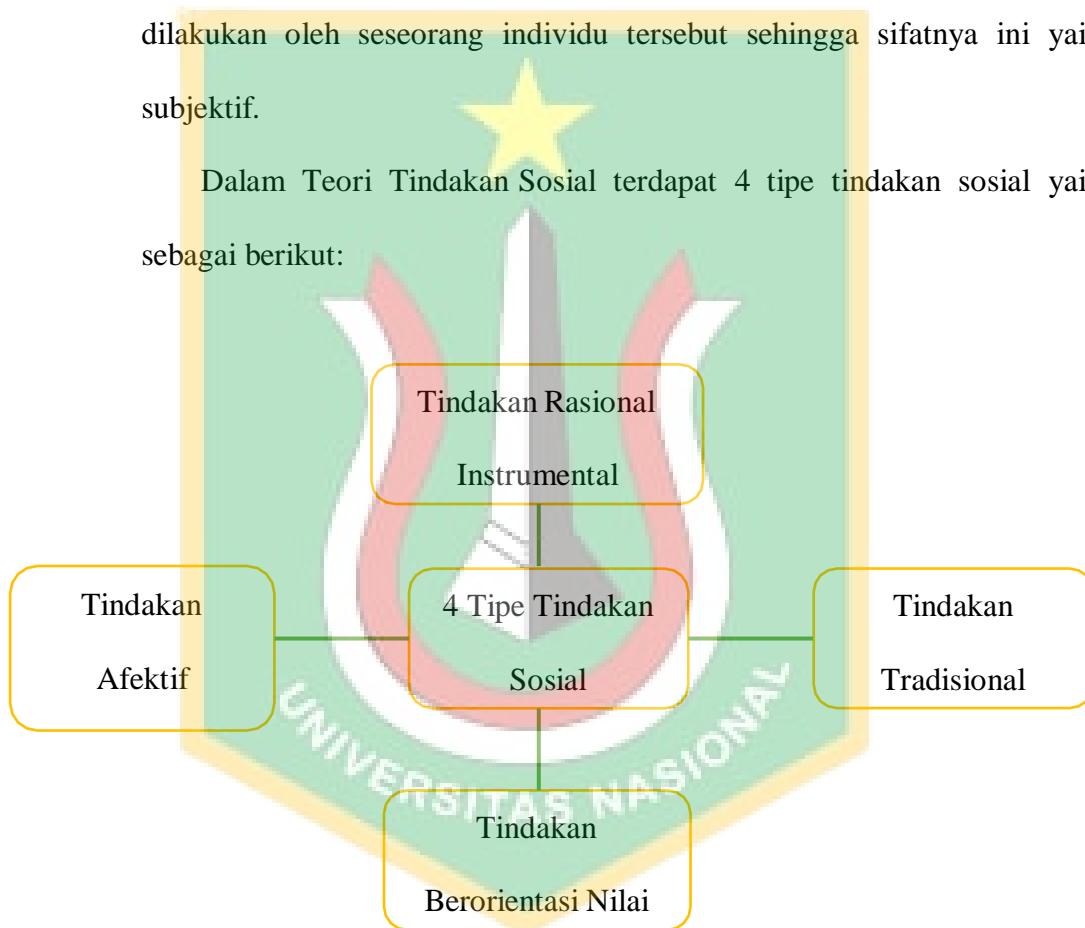 dilakukan oleh seseorang individu tersebut sehingga sifatnya ini yai
subjektif.
Dalam Teori Tindakan Sosial terdapat 4 tipe tindakan sosial yai
sebagai berikut:
Tindakan Rasional
Instrumental
Tindakan
Afektif
4 Tipe Tindakan
Sosial
Tindakan
Tradisional
UNIVERSITAS NASIONAL
Tindakan
Berorientasi Nilai